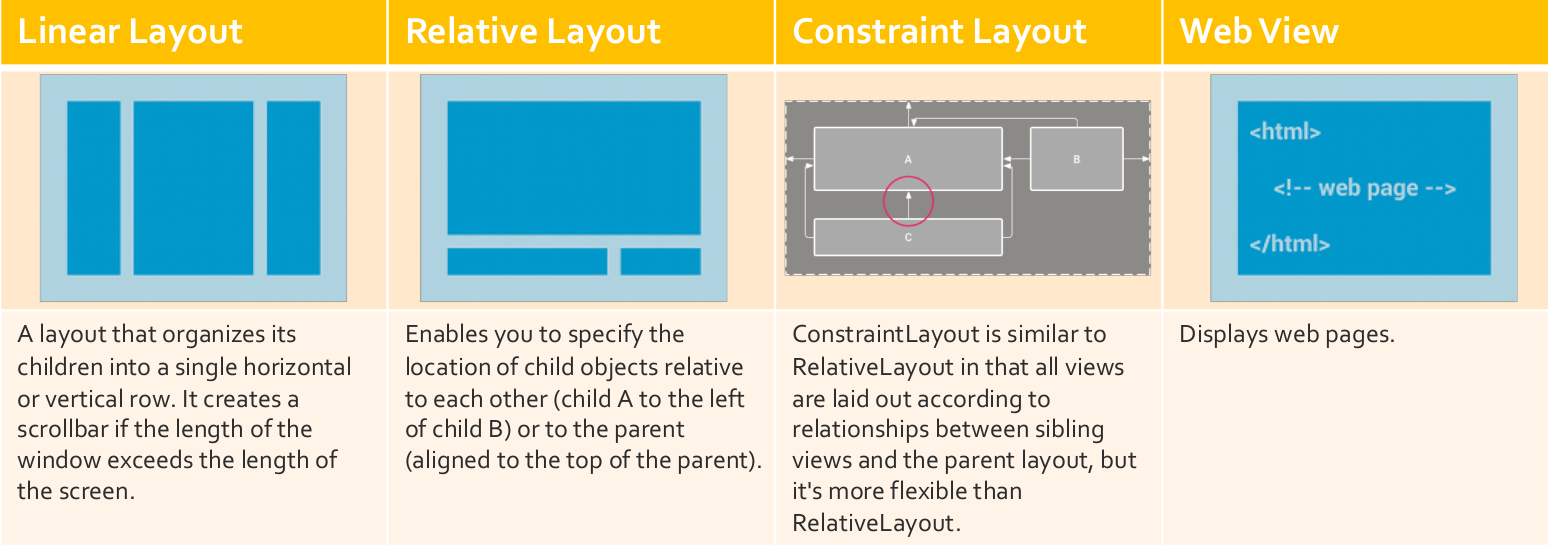 Linear Layout
Relative Layout
Constraint Layout
Web View
A
B
C
<html>
<!-- web page -->
</html>
A layout that organizes its
children into a single horizontal
or vertical row. It creates a
scrollbar if the length of the
window exceeds the length of
the screen.
Enables you to specify the
location of child objects relative
to each other (child A to the left
of child B) or to the parent
(aligned to the top of the parent).
ConstraintLayout is similar to
RelativeLayout in that all views
are laid out according to
relationships between sibling
views and the parent layout, but
it's more flexible than
RelativeLayout.
Displays web pages.